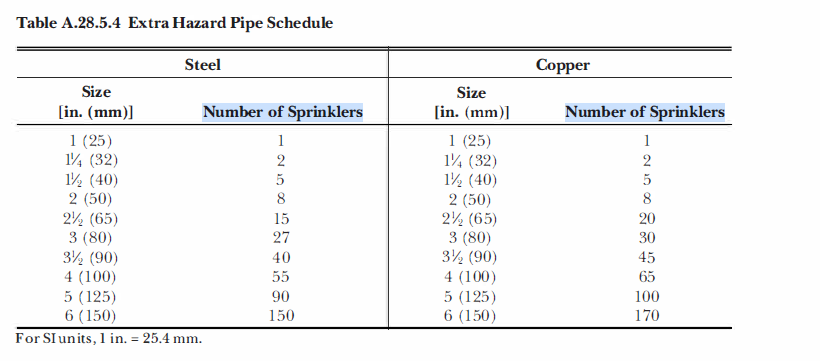 Table A.28.5.4 Extra Hazard Pipe Schedule
Steel Copper
Size Size
[in. (mm)] Number of Sprinklers [in. (mm)] Number of Sprinklers
1 (25) 1 1 (25) 1
1¼ (32) 2 1¼ (32) 2
1½ (40) 5 1½ (40) 5
2 (50) 8 2 (50) 8
2½ (65) 15 2½ (65) 20
3 (80) 27 3 (80) 30
3½ (90) 40 3½ (90) 45
4 (100) 55 4 (100) 65
5 (125) 90 5 (125) 100
6 (150) 150 6 (150) 170
For SI units, 1 in. = 25.4 mm.